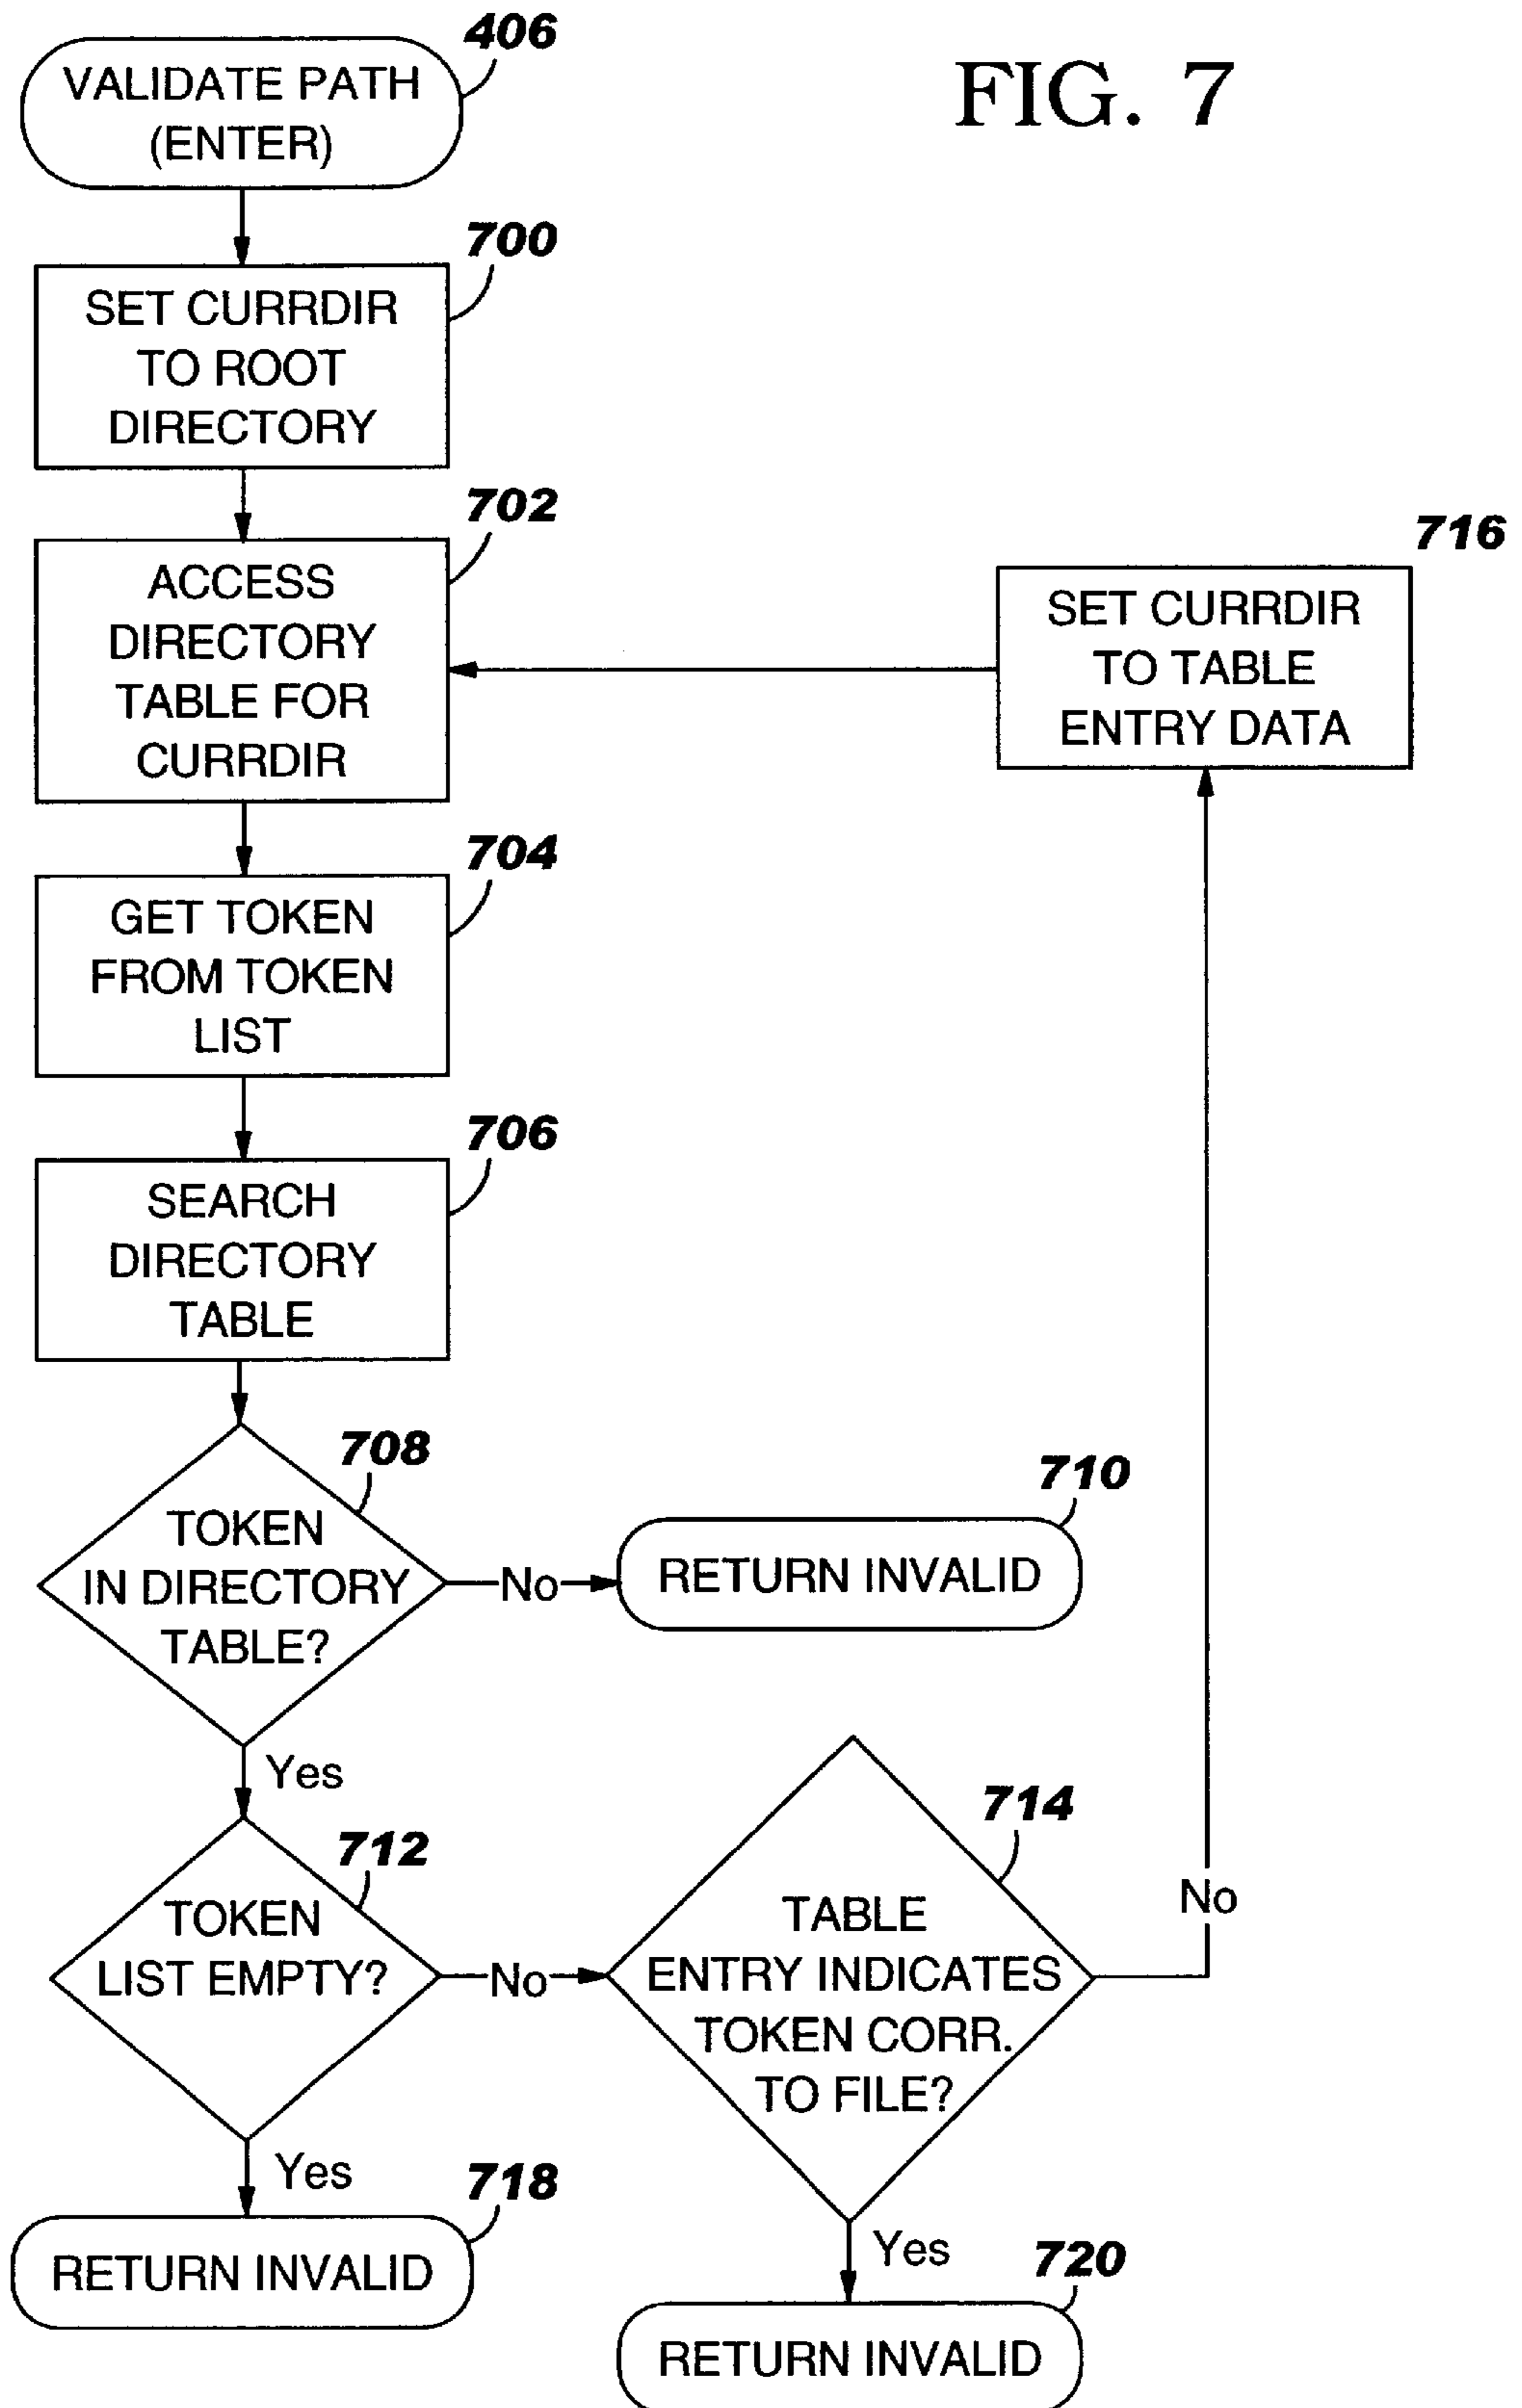 406
VALIDATE PATH
(ENTER)
FIG. 7
700
SET CURRDIR
TO ROOT
DIRECTORY
702
ACCESS
DIRECTORY
TABLE FOR
CURRDIR
716
SET CURRDIR
TO TABLE
ENTRY DATA
704
GET TOKEN
FROM TOKEN
LIST
706
SEARCH
DIRECTORY
TABLE
708
TOKEN
IN DIRECTORY
TABLE?
No
710
RETURN INVALID
Yes
712
TOKEN
LIST EMPTY?
No
714
TABLE
ENTRY INDICATES
TOKEN CORR.
TO FILE?
No
Yes
718
RETURN INVALID
Yes
720
RETURN INVALID